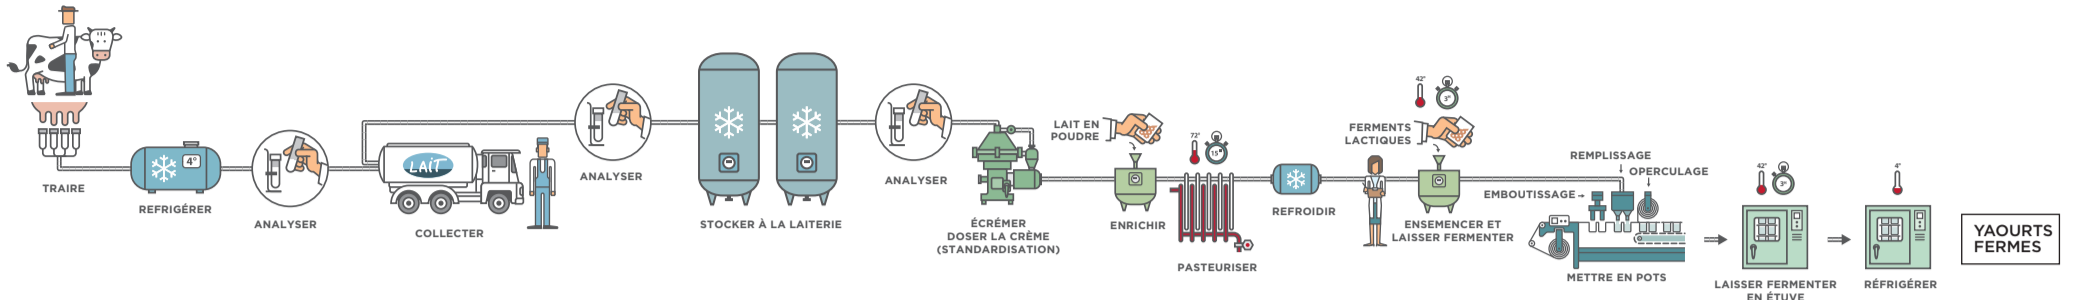 TRAIRE
4°
REFRIGÉRER
ANALYSER
LAIT
COLLECTER
ANALYSER
STOCKER À LA LAITERIE
ANALYSER
ÉCRÉMER
DOSER LA CRÈME
(STANDARDISATION)
LAIT EN
POUDRE
ENRICHIR
72°
15"
PASTEURISER
REFROIDIR
42°
3"
FERMENTS
LACTIQUES
ENSEMENCER ET
LAISSER FERMENTER
REMPLISSAGE
OPERCULAGE
EMBOUTISSAGE
METTRE EN POTS
42°
3"
LAISSER FERMENTER
EN ÉTUVE
4°
RÉFRIGÉRER
YAOURTS
FERMES